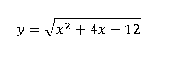 y = √(x² + 4x − 12)